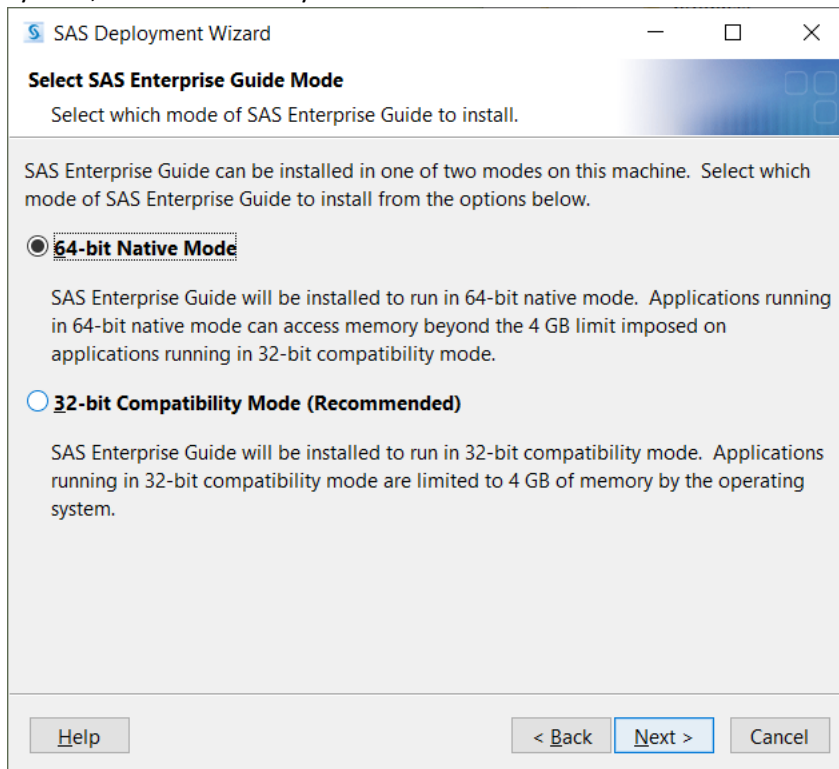 SAS Deployment Wizard
Select SAS Enterprise Guide Mode
Select which mode of SAS Enterprise Guide to install.
SAS Enterprise Guide can be installed in one of two modes on this machine. Select which
mode of SAS Enterprise Guide to install from the options below.
64-bit Native Mode
SAS Enterprise Guide will be installed to run in 64-bit native mode. Applications running
in 64-bit native mode can access memory beyond the 4 GB limit imposed on
applications running in 32-bit compatibility mode.
32-bit Compatibility Mode (Recommended)
SAS Enterprise Guide will be installed to run in 32-bit compatibility mode. Applications
running in 32-bit compatibility mode are limited to 4 GB of memory by the operating
system.
Help
< Back
Next >
Cancel